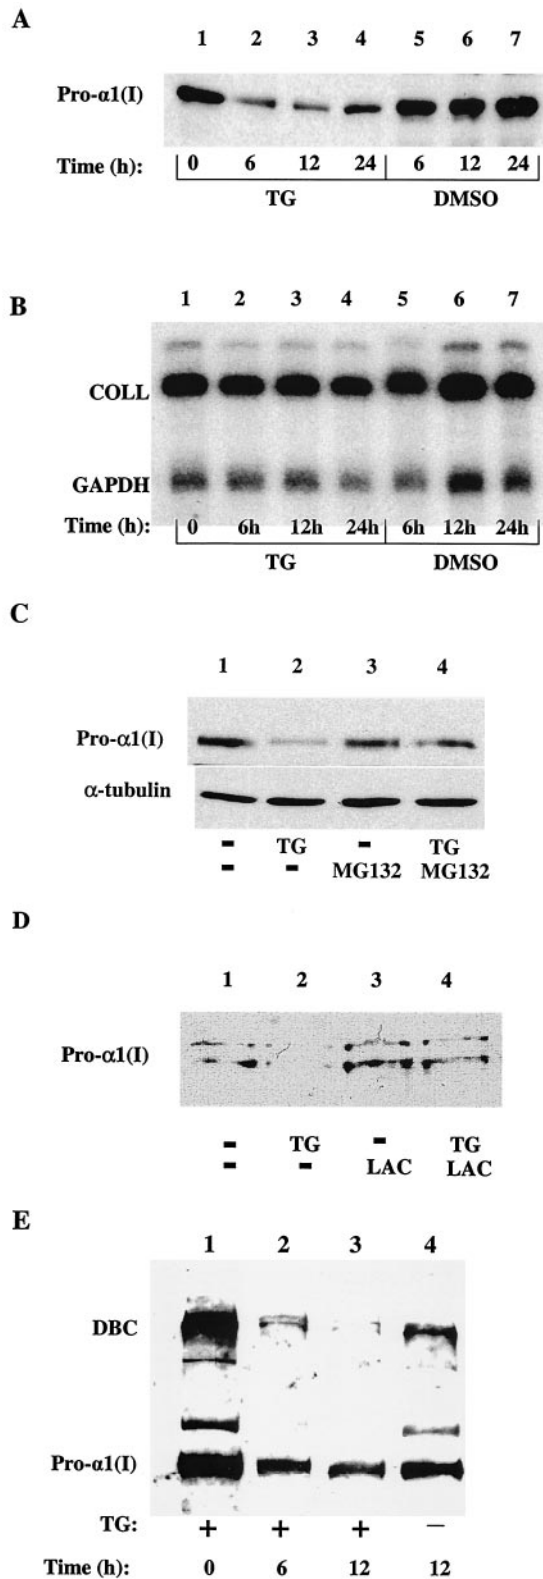 A
1 2 3 4 5 6 7
Pro-α1(I)
Time (h): 0 6 12 24 6 12 24
TG DMSO
B
1 2 3 4 5 6 7
COLL
GAPDH
Time (h): 0 6h 12h 24h 6h 12h 24h
TG DMSO
C
1 2 3 4
Pro-α1(I)
α-tubulin
- TG - TG
- - MG132 MG132
D
1 2 3 4
Pro-α1(I)
- TG - TG
- - LAC LAC
E
1 2 3 4
DBC
Pro-α1(I)
TG: + + + −
Time (h): 0 6 12 12